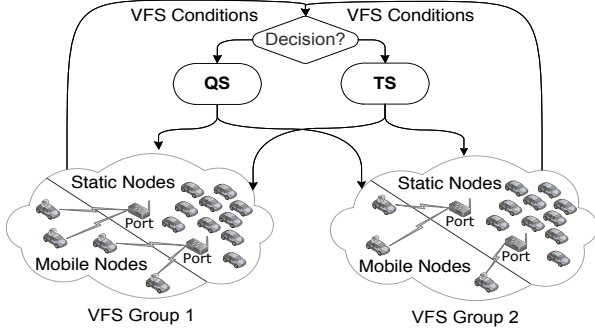 VFS Conditions
VFS Conditions
Decision?
QS
TS
Static Nodes
Port
Port
Mobile Nodes
VFS Group 1
Static Nodes
Port
Port
Mobile Nodes
VFS Group 2